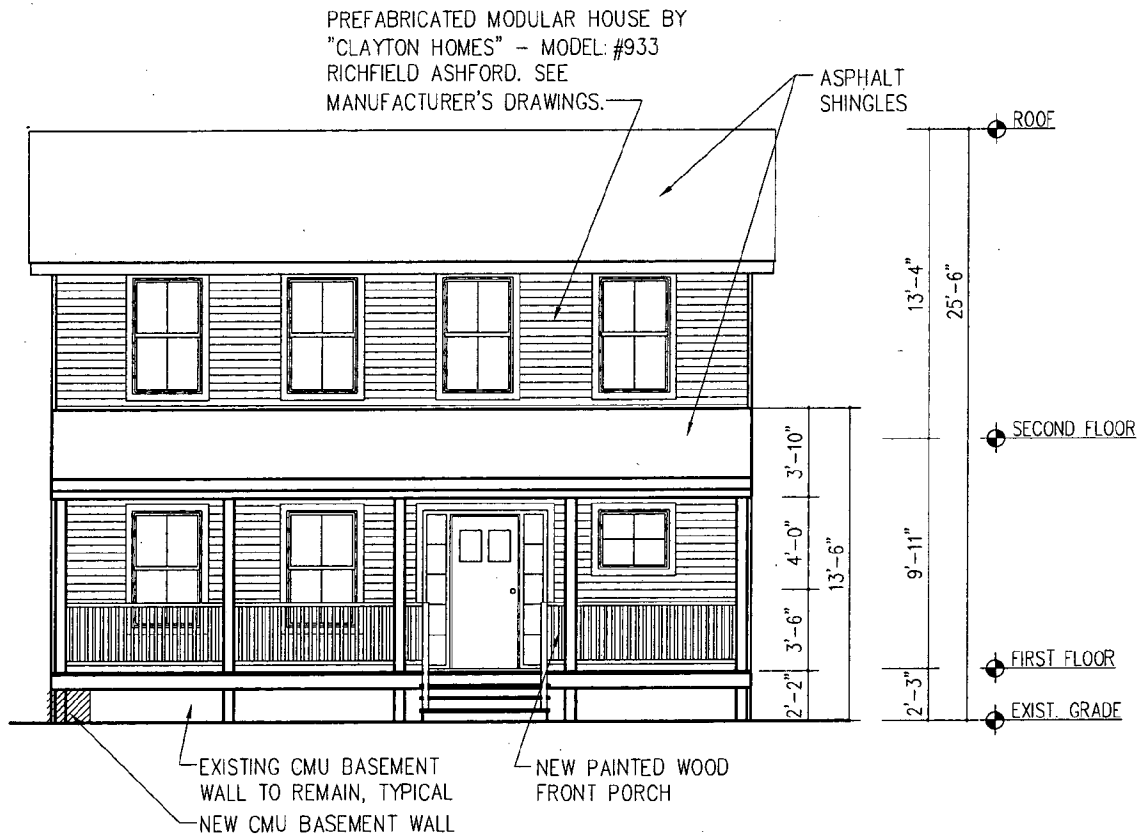 PREFABRICATED MODULAR HOUSE BY
"CLAYTON HOMES" - MODEL: #933
RICHFIELD ASHFORD. SEE
MANUFACTURER'S DRAWINGS.
ASPHALT
SHINGLES
ROOF
13'-4"
25'-6"
SECOND FLOOR
3'-10"
4'-0"
13'-6"
9'-11"
3'-6"
FIRST FLOOR
2'-2"
2'-3"
EXIST. GRADE
EXISTING CMU BASEMENT
WALL TO REMAIN, TYPICAL
NEW CMU BASEMENT WALL
NEW PAINTED WOOD
FRONT PORCH